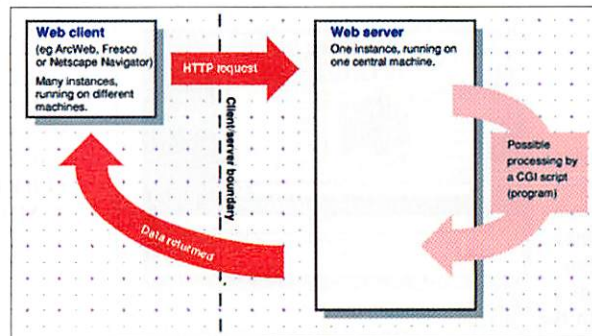 Web client
(eg ArcWeb, Fresco
or Netscape Navigator)
Many instances,
running on different
machines.
HTTP request
Client/server boundary
Web server
One instance, running on
one central machine.
Possible
processing by
a CGI script
(program)
Data returned